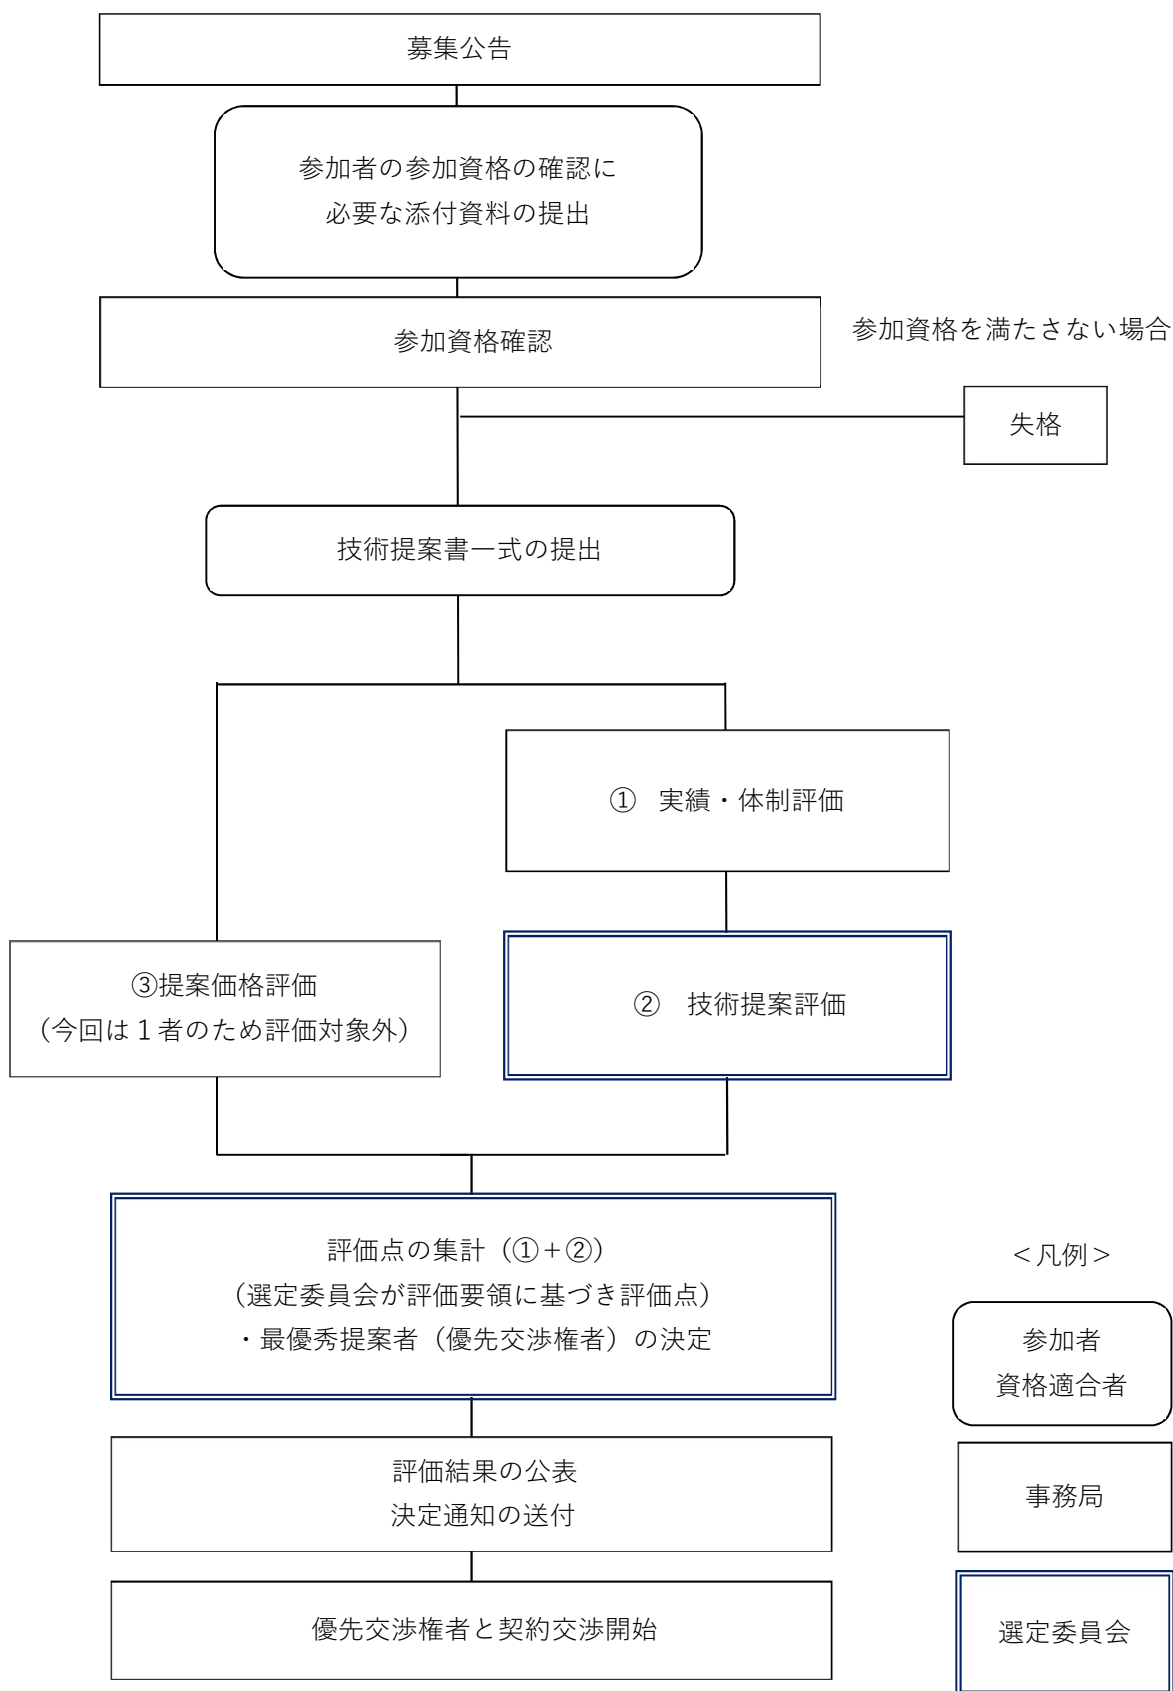 募集公告
参加者の参加資格の確認に
必要な添付資料の提出
参加資格確認
参加資格を満たさない場合
失格
技術提案書一式の提出
① 実績・体制評価
③提案価格評価
（今回は１者のため評価対象外）
② 技術提案評価
評価点の集計（①＋②）
（選定委員会が評価要領に基づき評価点）
・最優秀提案者（優先交渉権者）の決定
評価結果の公表
決定通知の送付
優先交渉権者と契約交渉開始
＜凡例＞
参加者
資格適合者
事務局
選定委員会